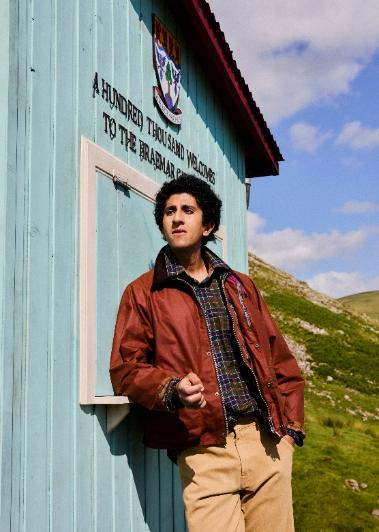 A HUNDRED THOUSAND WELCOMES
TO THE BRAEMAR